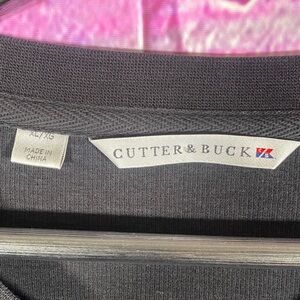 XL/XG
MADE IN
CHINA
CUTTER & BUCK